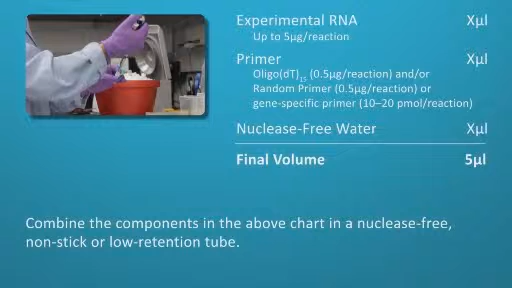 Experimental RNA Xµl
Up to 5µg/reaction
Primer Xµl
Oligo(dT)15 (0.5µg/reaction) and/or
Random Primer (0.5µg/reaction) or
gene-specific primer (10–20 pmol/reaction)
Nuclease-Free Water Xµl
Final Volume 5µl
Combine the components in the above chart in a nuclease-free,
non-stick or low-retention tube.